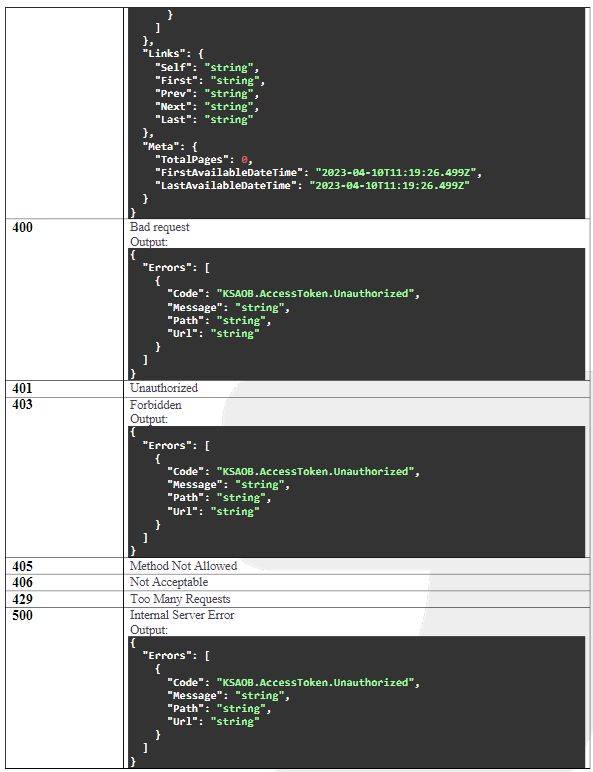 }
]
},
"Links": {
"Self": "string",
"First": "string",
"Prev": "string",
"Next": "string",
"Last": "string"
},
"Meta": {
"TotalPages": 0,
"FirstAvailableDateTime": "2023-04-10T11:19:26.499Z",
"LastAvailableDateTime": "2023-04-10T11:19:26.499Z"
}
}
400 Bad request
Output:
{
"Errors": [
{
"Code": "KSAOB.AccessToken.Unauthorized",
"Message": "string",
"Path": "string",
"Url": "string"
}
]
}
401 Unauthorized
403 Forbidden
Output:
{
"Errors": [
{
"Code": "KSAOB.AccessToken.Unauthorized",
"Message": "string",
"Path": "string",
"Url": "string"
}
]
}
405 Method Not Allowed
406 Not Acceptable
429 Too Many Requests
500 Internal Server Error
Output:
{
"Errors": [
{
"Code": "KSAOB.AccessToken.Unauthorized",
"Message": "string",
"Path": "string",
"Url": "string"
}
]
}